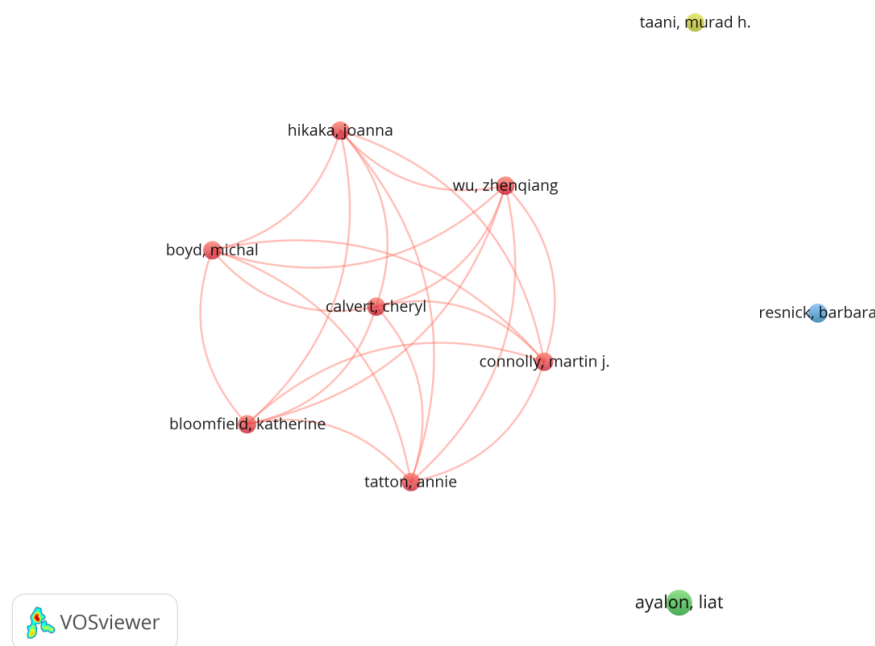 taani, murad h.
hikaka, joanna
wu, zhenqiang
boyd, michal
calvert, cheryl
resnick, barbara
connolly, martin j.
bloomfield, katherine
tatton, annie
ayalon, liat
VOSviewer